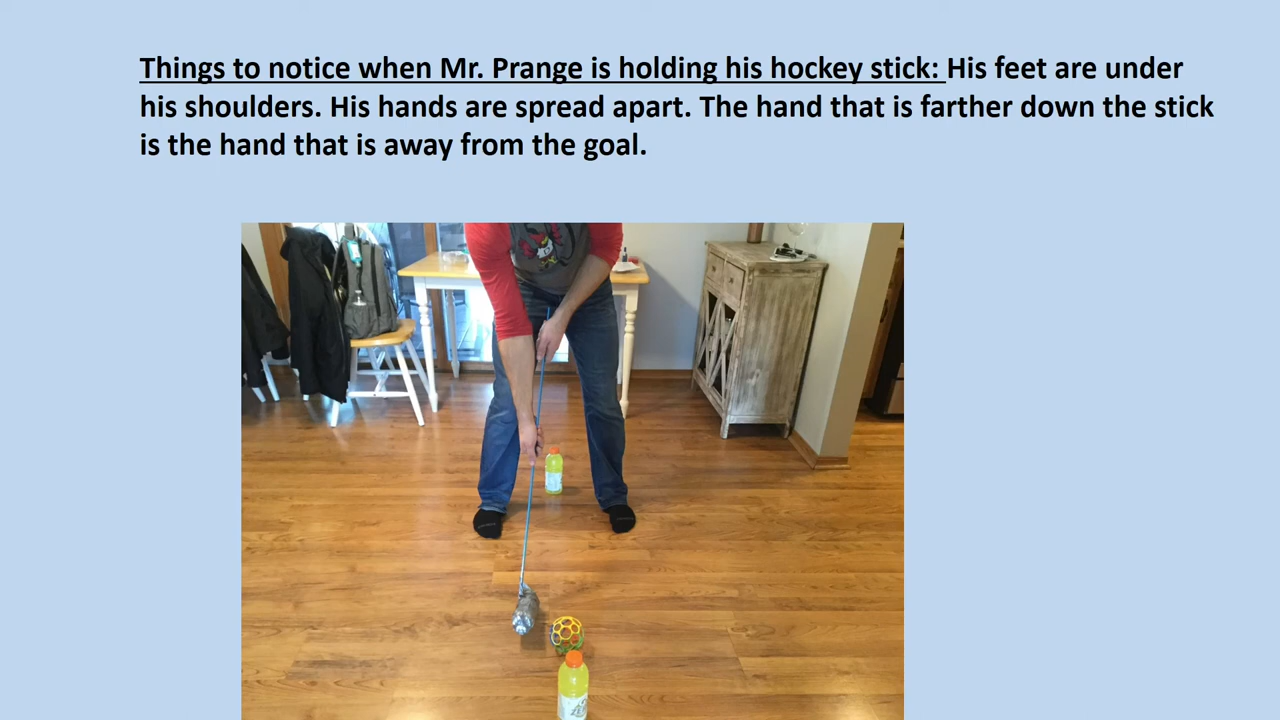 Things to notice when Mr. Prange is holding his hockey stick: His feet are under
his shoulders. His hands are spread apart. The hand that is farther down the stick
is the hand that is away from the goal.